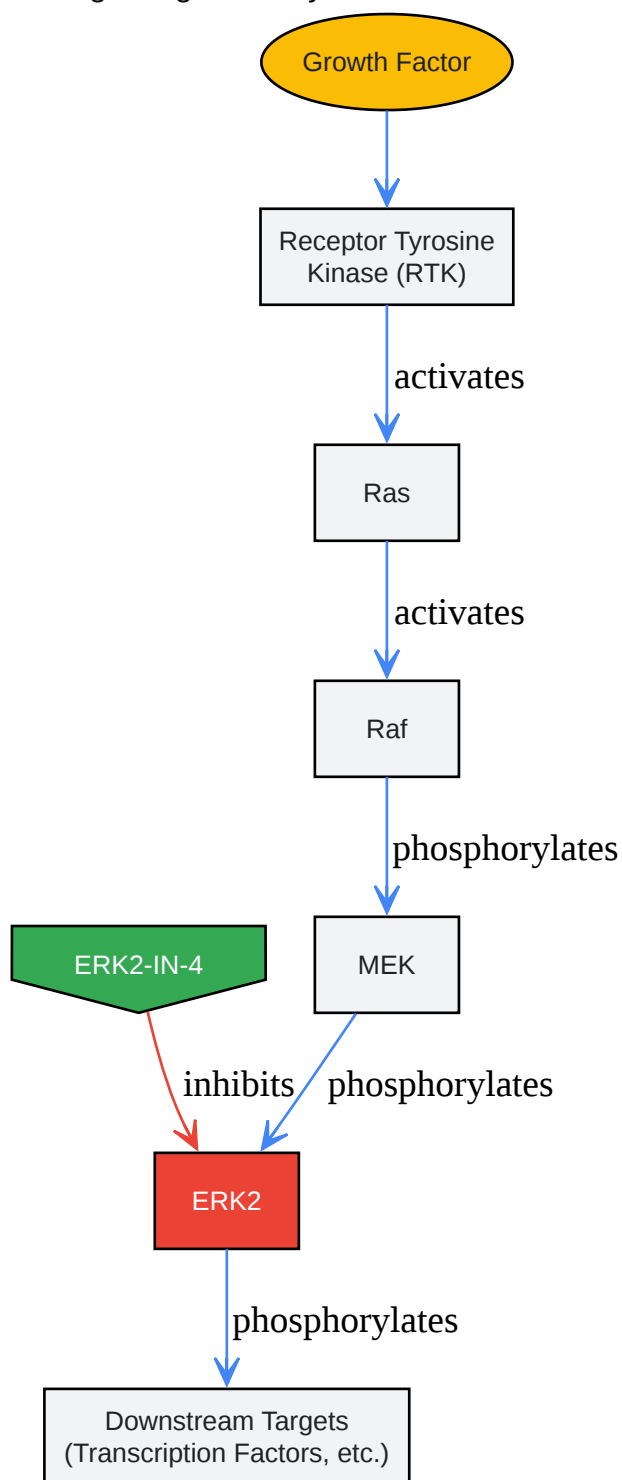 Growth Factor
Receptor Tyrosine
Kinase (RTK)
activates
Ras
activates
Raf
phosphorylates
ERK2-IN-4
MEK
inhibits
phosphorylates
ERK2
phosphorylates
Downstream Targets
(Transcription Factors, etc.)